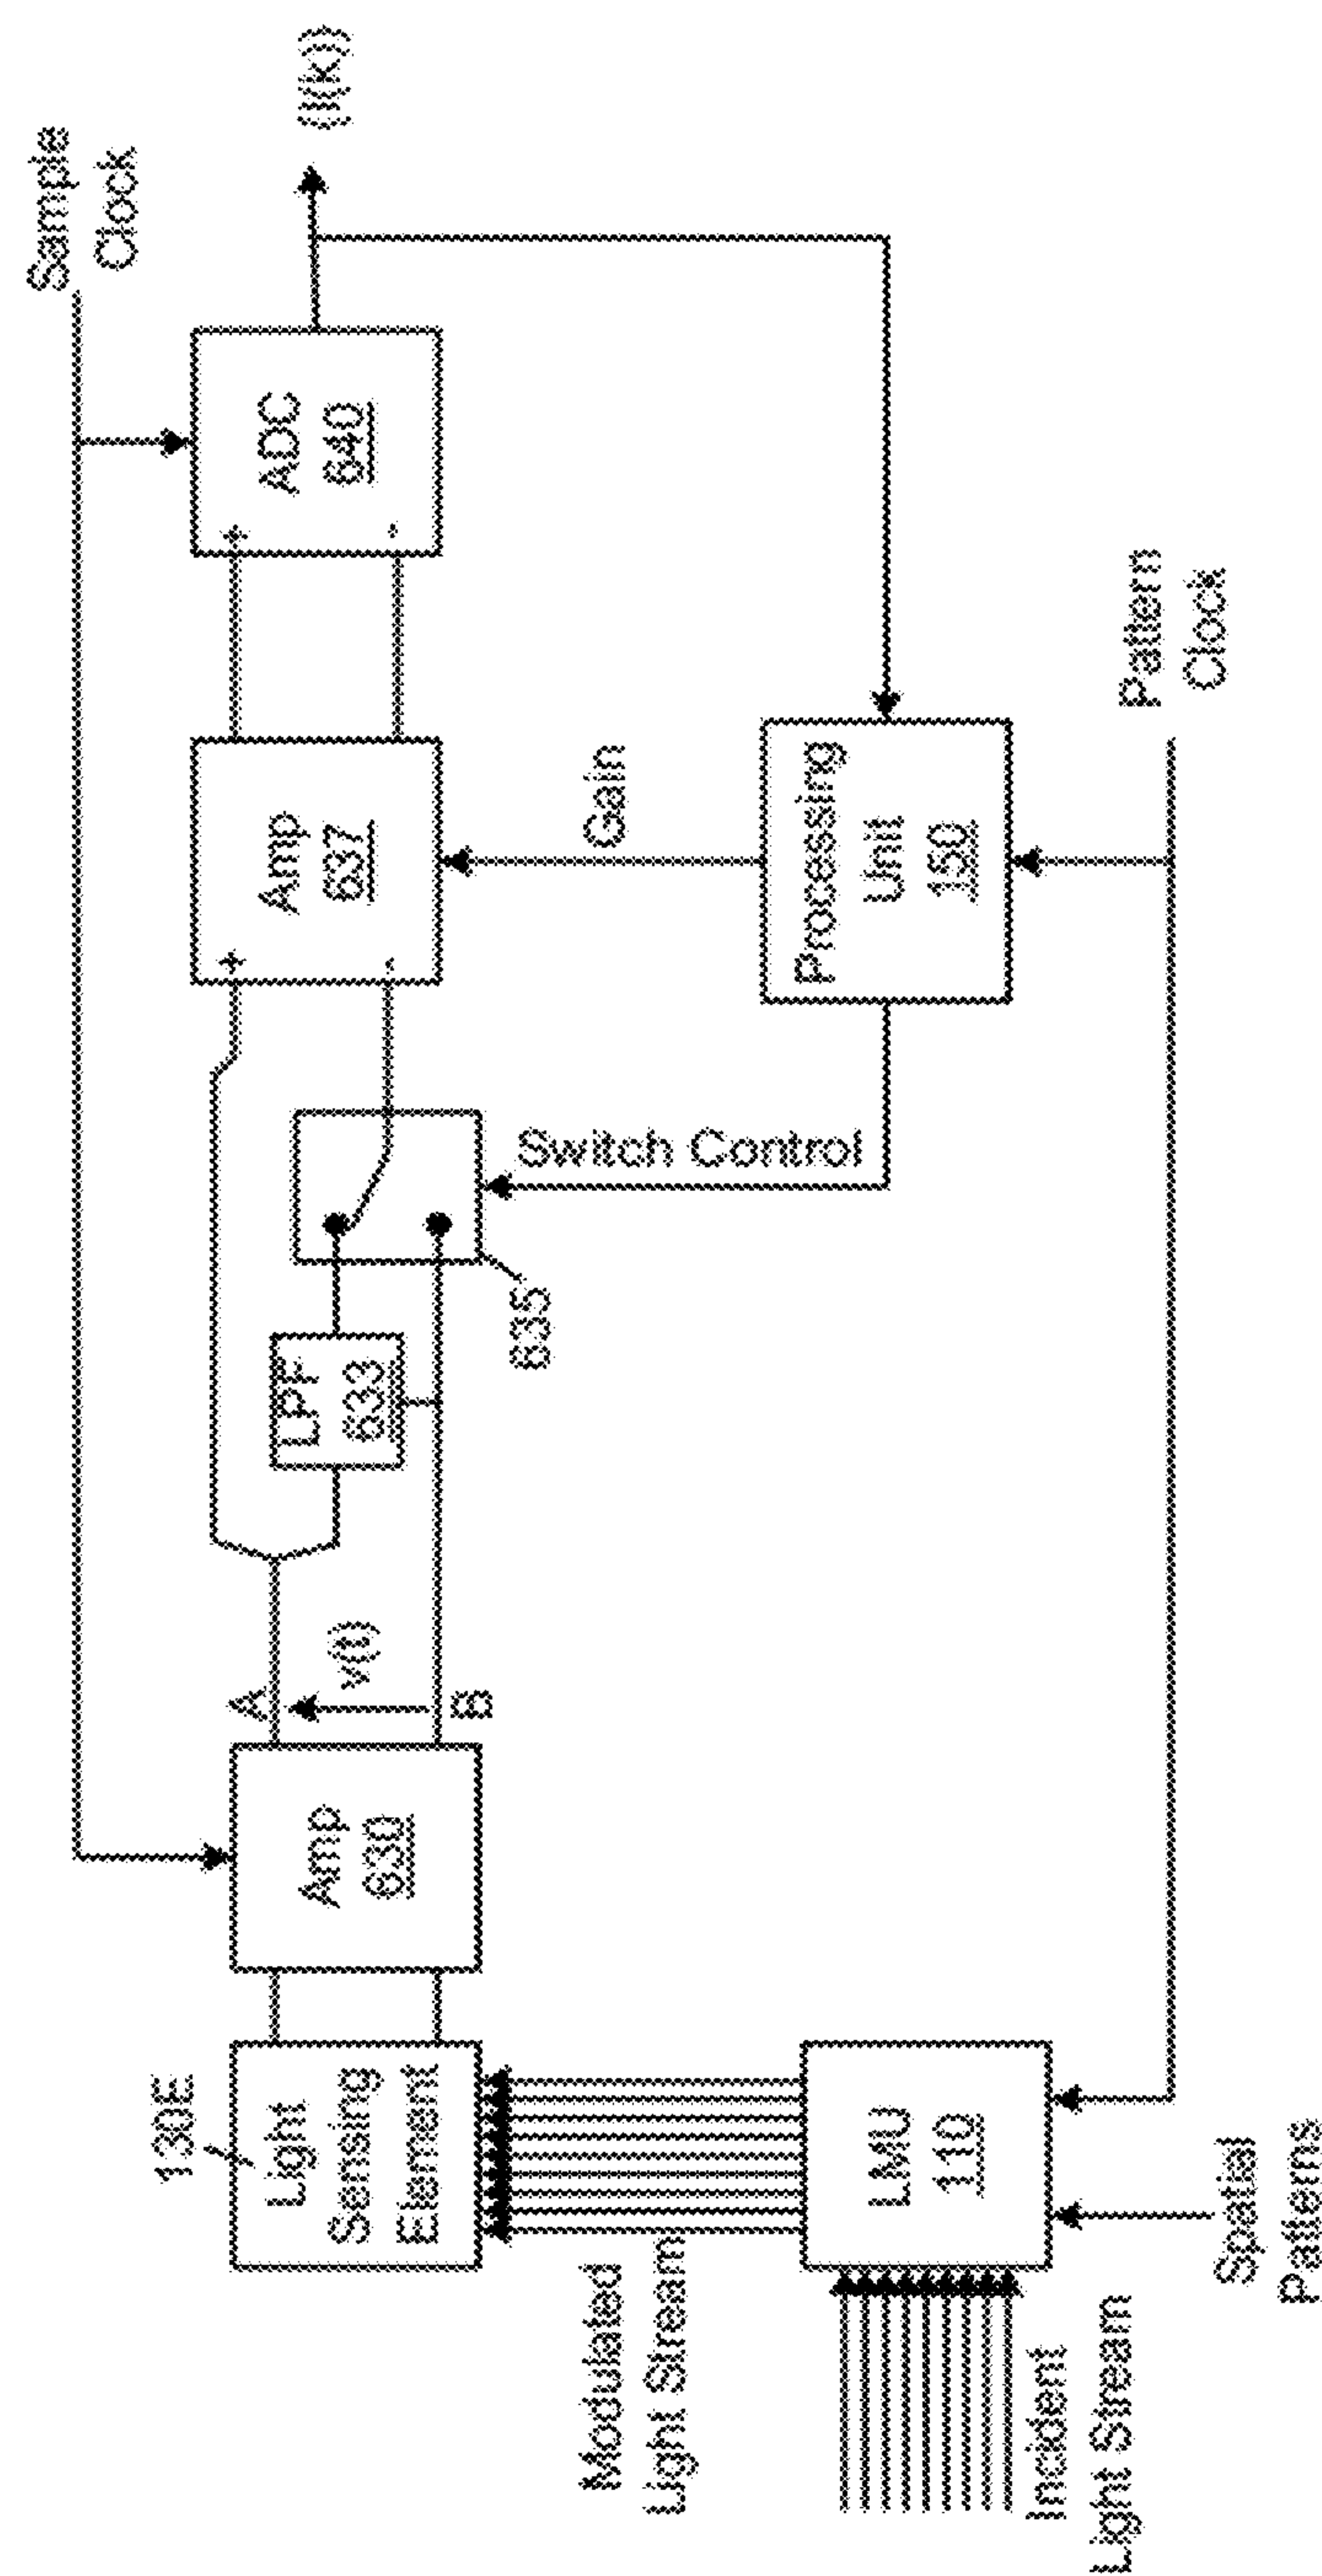 Sample
Clock
{I(k)}
ADC
640
+
-
Amp
637
+
-
Gain
Processing
Unit
150
Switch Control
635
LPF
633
A
v(t)
B
Amp
630
130E
Light
Sensing
Element
Modulated
Light Stream
LMU
110
Incident
Light Stream
Spatial
Patterns
Pattern
Clock